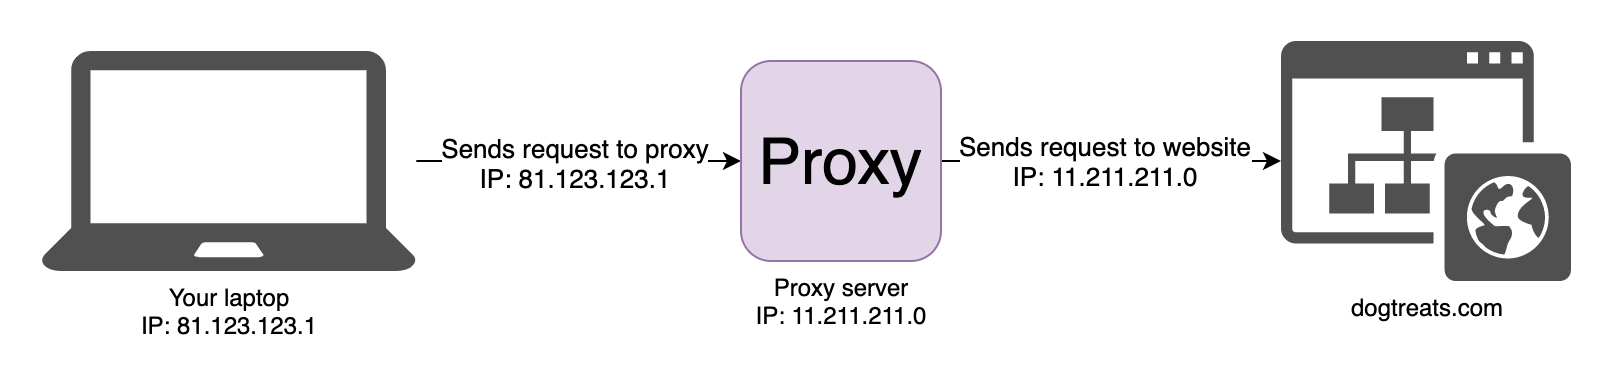 Sends request to proxy
IP: 81.123.123.1
Proxy
Sends request to website
IP: 11.211.211.0
Your laptop
IP: 81.123.123.1
Proxy server
IP: 11.211.211.0
dogtreats.com